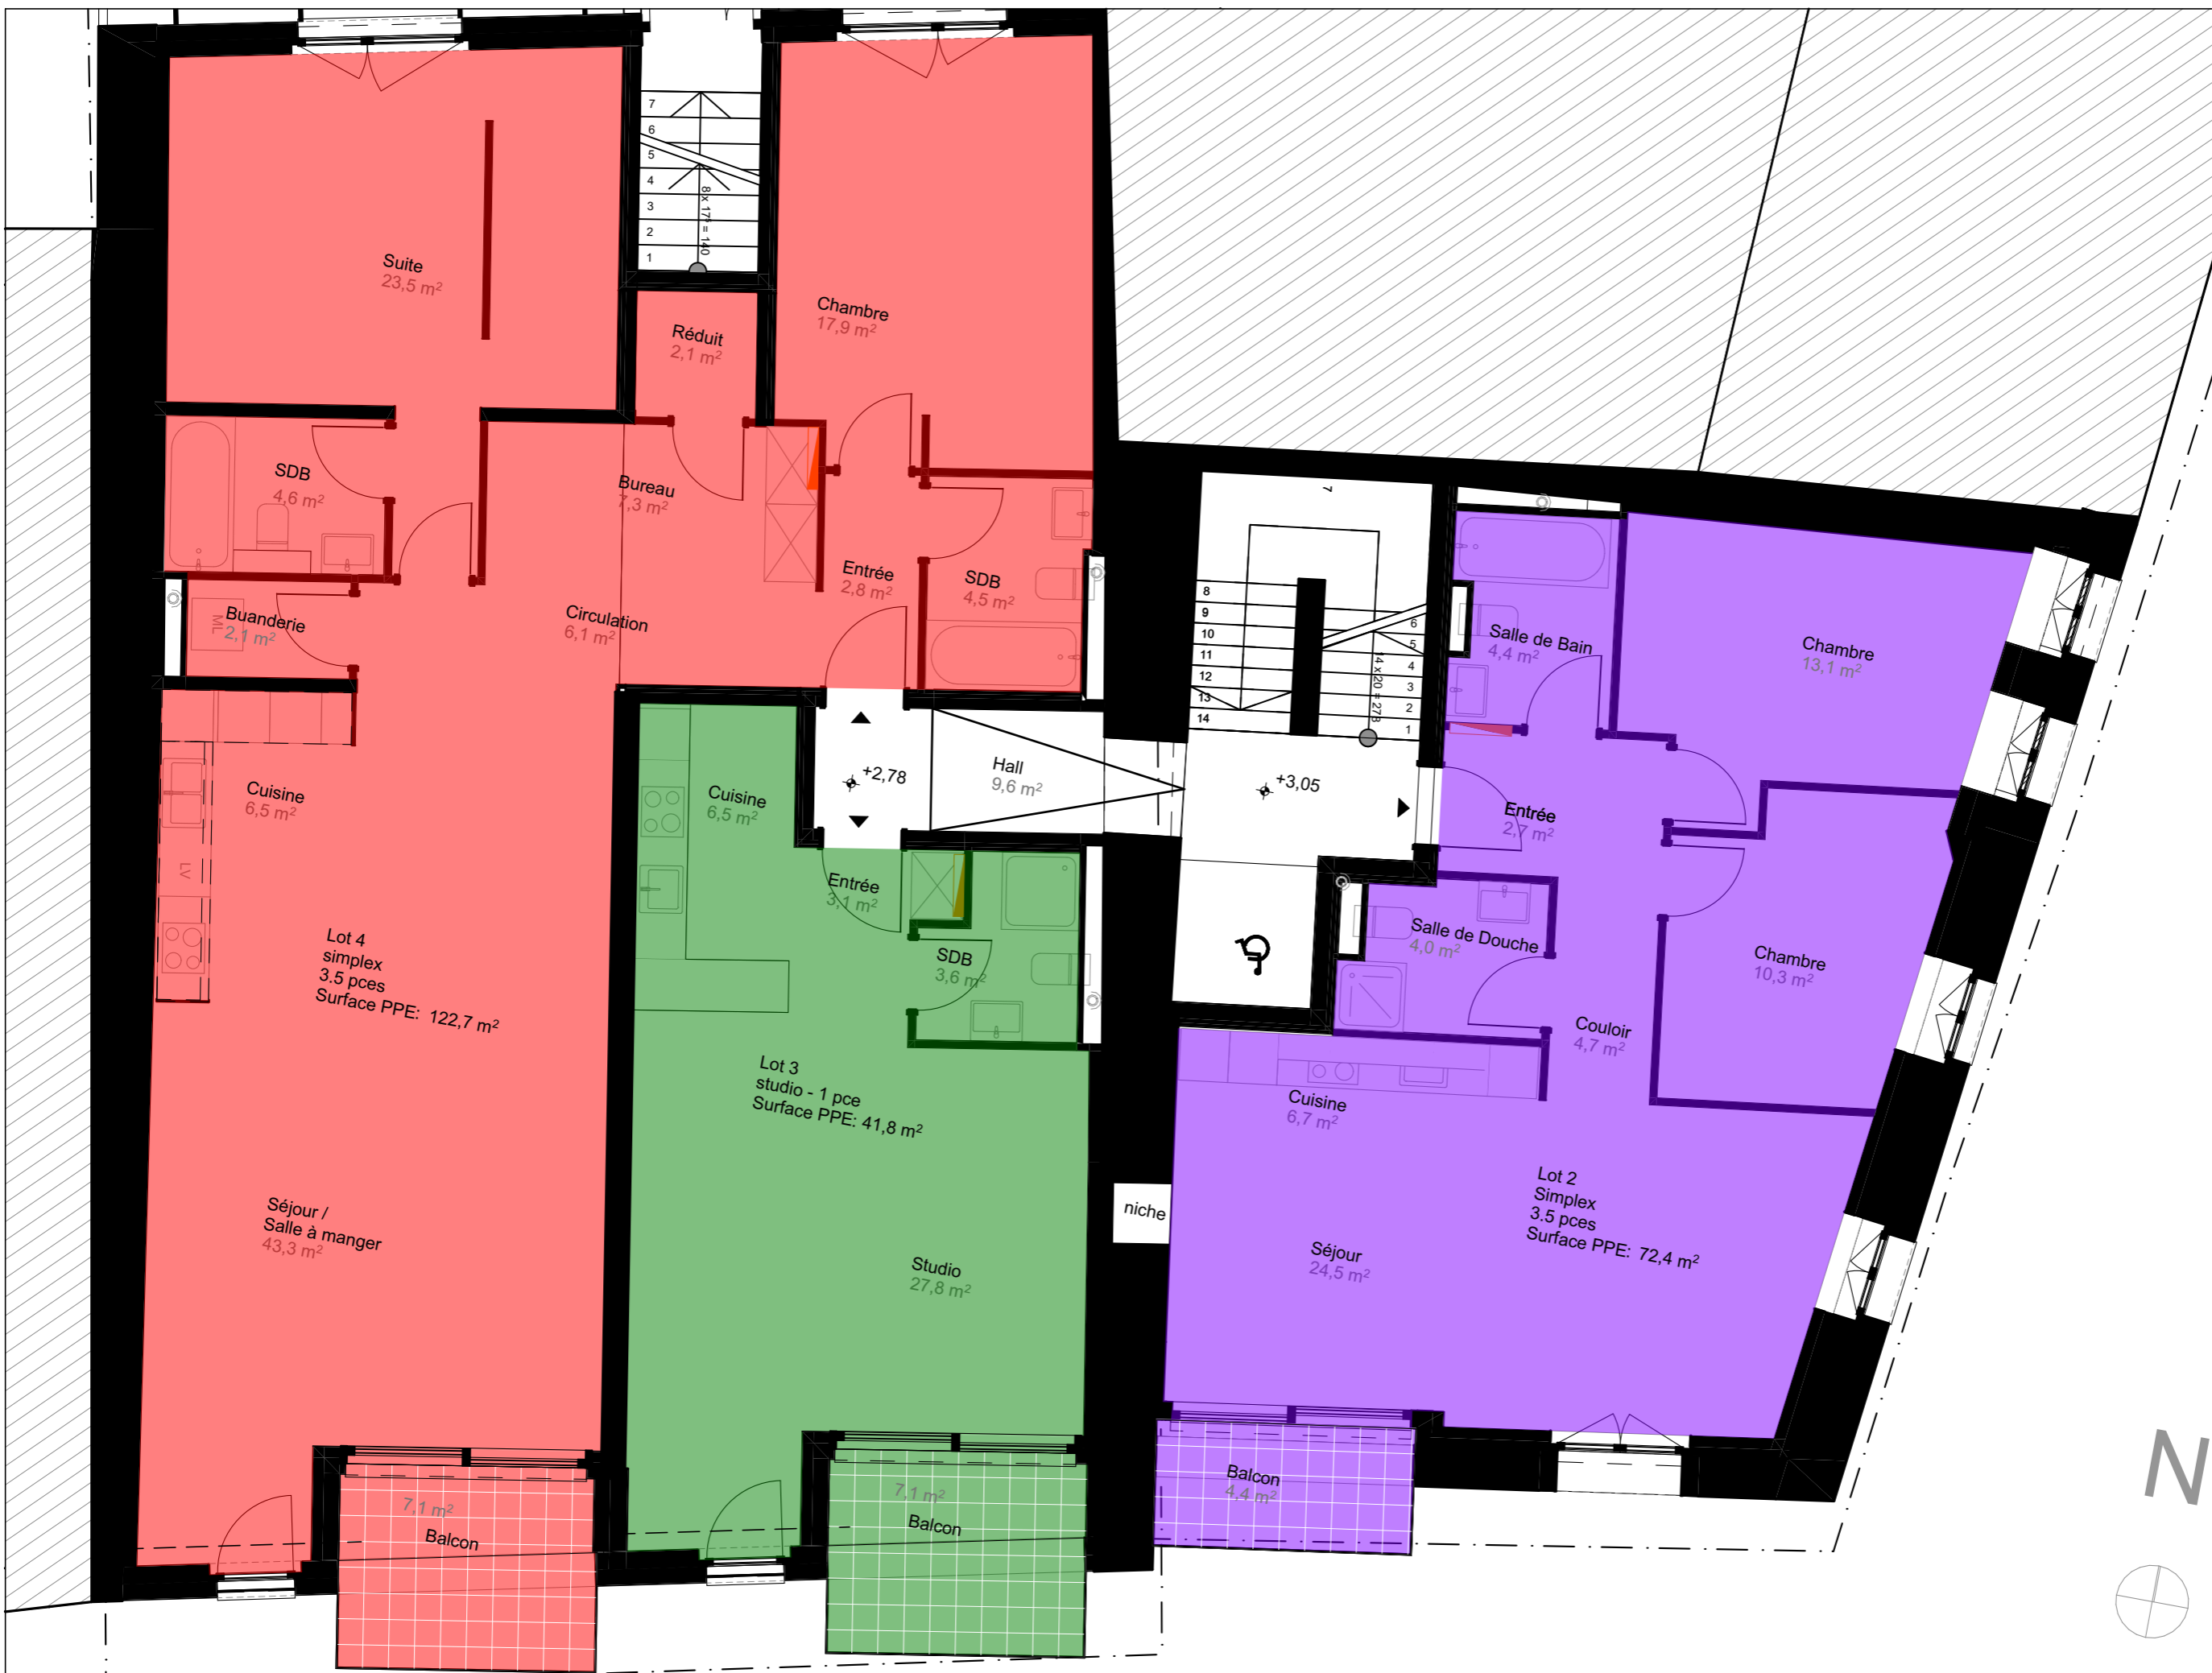 7
6
5
4
3
2
1
8 x 17⁵ = 140
Suite
23,5 m²
Chambre
17,9 m²
Réduit
2,1 m²
SDB
4,6 m²
Bureau
7,3 m²
Entrée
2,8 m²
SDB
4,5 m²
Buanderie
2,1 m²
ML
Circulation
6,1 m²
Cuisine
6,5 m²
LV
Lot 4
simplex
3.5 pces
Surface PPE: 122,7 m²
Séjour /
Salle à manger
43,3 m²
7,1 m²
Balcon
Cuisine
6,5 m²
+2,78
Hall
9,6 m²
Entrée
3,1 m²
SDB
3,6 m²
Lot 3
studio - 1 pce
Surface PPE: 41,8 m²
Studio
27,8 m²
7,1 m²
Balcon
7
8
9
10
11
12
13
14
6
5
4
3
2
1
+3,05
niche
Salle de Bain
4,4 m²
Chambre
13,1 m²
Entrée
2,7 m²
Salle de Douche
4,0 m²
Chambre
10,3 m²
Couloir
4,7 m²
Cuisine
6,7 m²
Lot 2
Simplex
3.5 pces
Surface PPE: 72,4 m²
Séjour
24,5 m²
Balcon
4,4 m²
N